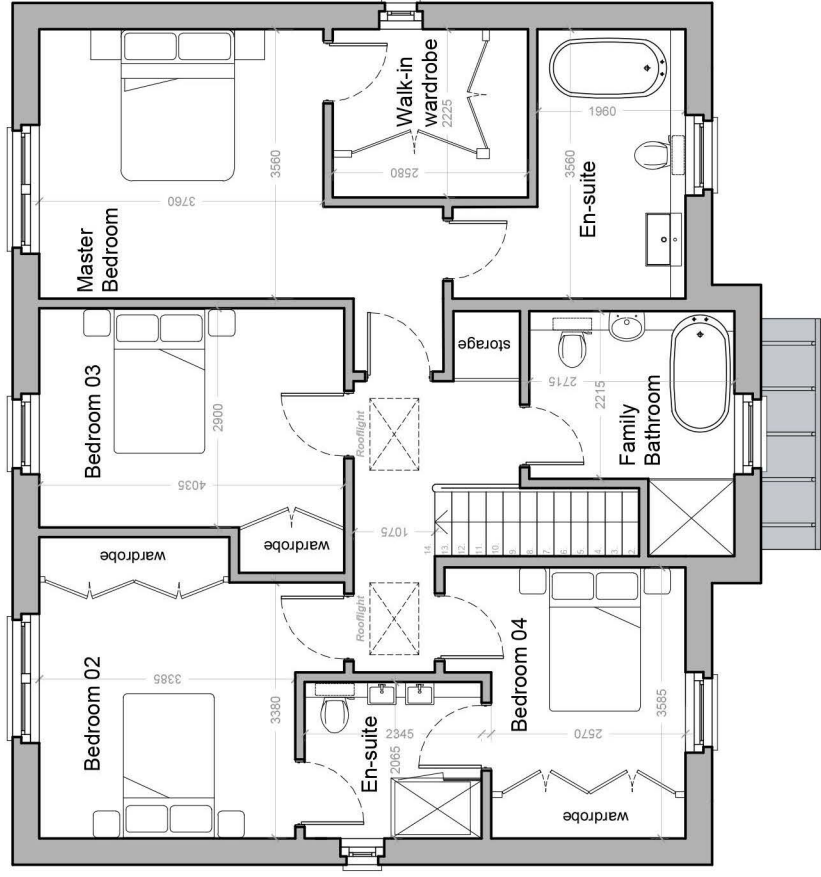 Walk-in
wardrobe
2225
2580
0961
3560
En-suite
3560
3760
Master
Bedroom
storage
Bedroom 03
2900
4035
wardrobe
Rooflight
2715
2215
Family
Bathroom
1075
14.
13.
12.
11.
10.
9.
8.
7.
6.
5.
4.
3.
2.
wardrobe
Rooflight
Bedroom 02
3385
3380
En-suite
2345
2065
Bedroom 04
3585
2570
wardrobe